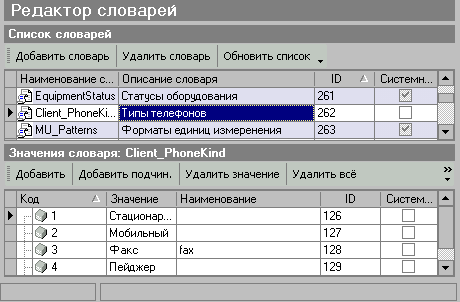 Редактор словарей
Список словарей
Добавить словарь Удалить словарь Обновить список
Наименование с... Описание словаря ID Системн...
EquipmentStatus Статусы оборудования 261
Client_PhoneKi... Типы телефонов 262
MU_Patterns Форматы единиц измерения 263
Значения словаря: Client_PhoneKind
Добавить Добавить подчин. Удалить значение Удалить всё »
Код Значение Наименование ID Систем...
1 Стационар... 126
2 Мобильный 127
3 Факс fax 128
4 Пейджер 129